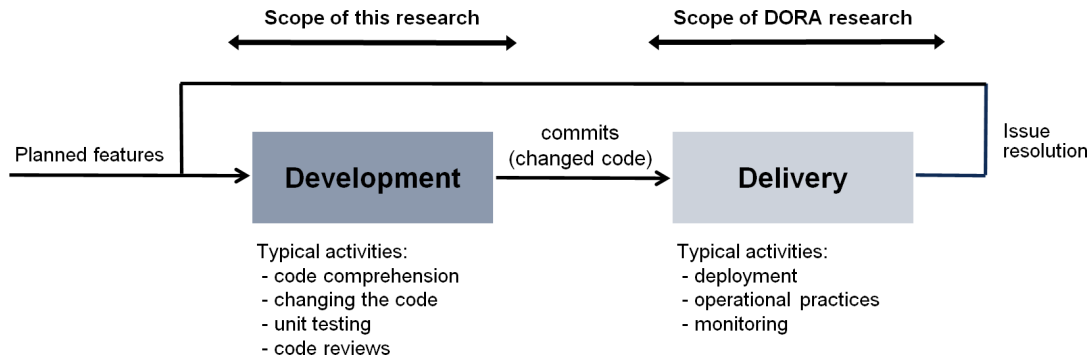 Scope of this research
Scope of DORA research
Planned features
commits
(changed code)
Issue
resolution
Development
Delivery
Typical activities:
- code comprehension
- changing the code
- unit testing
- code reviews
Typical activities:
- deployment
- operational practices
- monitoring